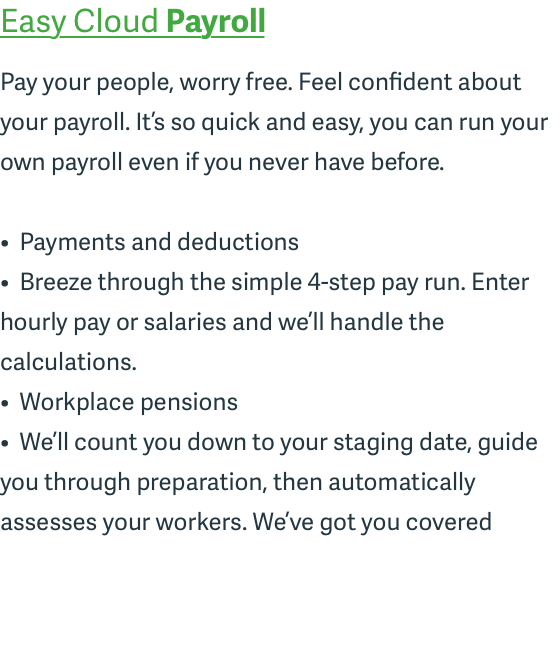 Easy Cloud Payroll
Pay your people, worry free. Feel confident about
your payroll. It’s so quick and easy, you can run your
own payroll even if you never have before.
• Payments and deductions
• Breeze through the simple 4-step pay run. Enter
hourly pay or salaries and we’ll handle the
calculations.
• Workplace pensions
• We’ll count you down to your staging date, guide
you through preparation, then automatically
assesses your workers. We’ve got you covered